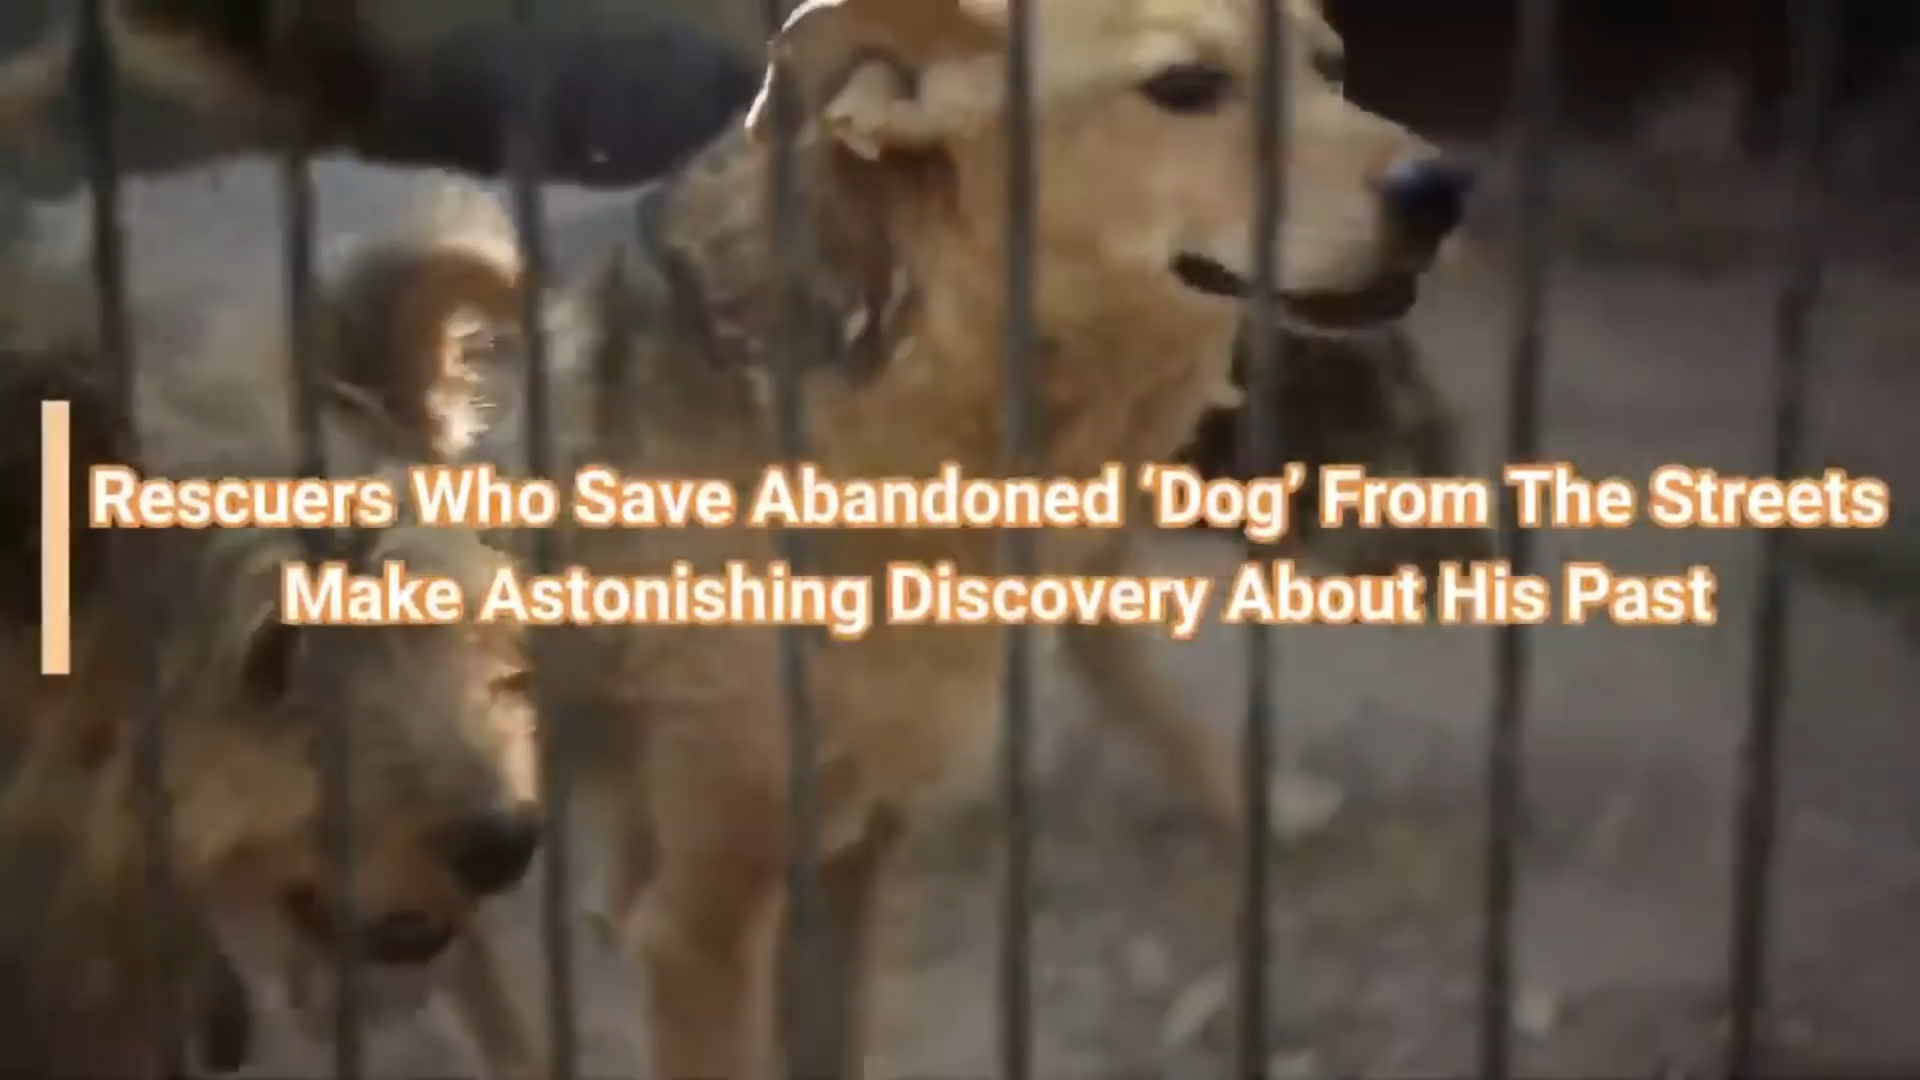 Rescuers Who Save Abandoned ‘Dog’ From The Streets
Make Astonishing Discovery About His Past